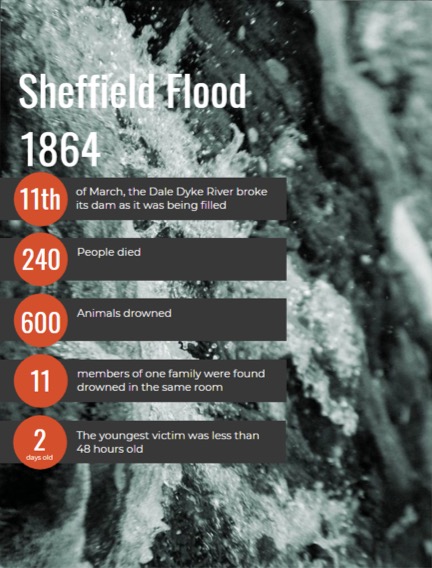 Sheffield Flood
1864
11th
of March, the Dale Dyke River broke
its dam as it was being filled
240
People died
600
Animals drowned
11
members of one family were found
drowned in the same room
2
days old
The youngest victim was less than
48 hours old